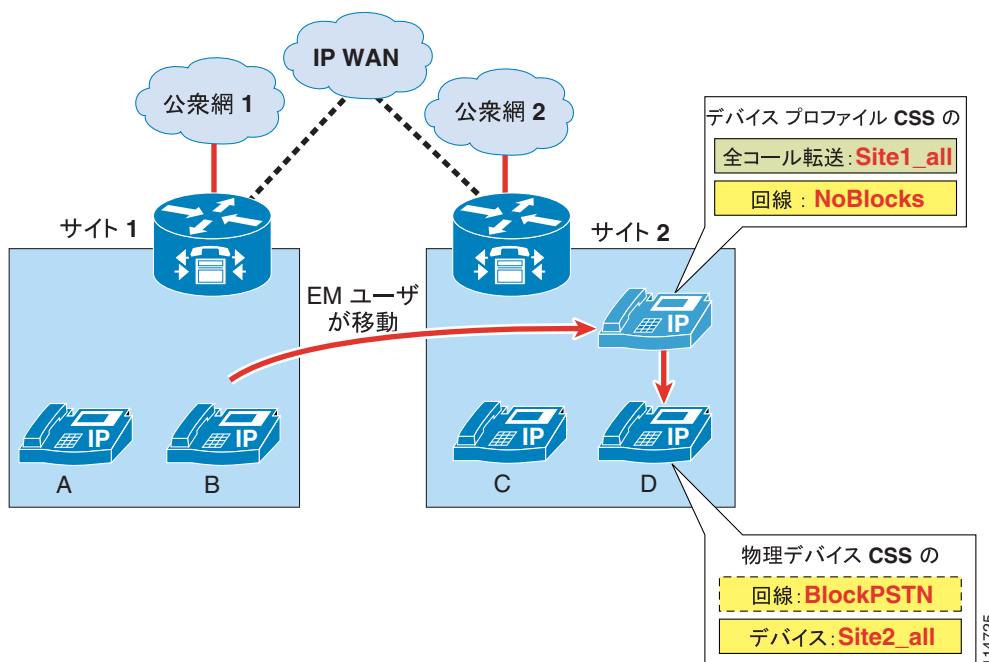 IP WAN
公衆網 1
公衆網 2
デバイス プロファイル CSS の
全コール転送：Site1_all
回線：NoBlocks
サイト 1
サイト 2
EM ユーザ
が移動
IP
IP
IP
IP
IP
A
B
C
D
物理デバイス CSS の
回線：BlockPSTN
デバイス：Site2_all